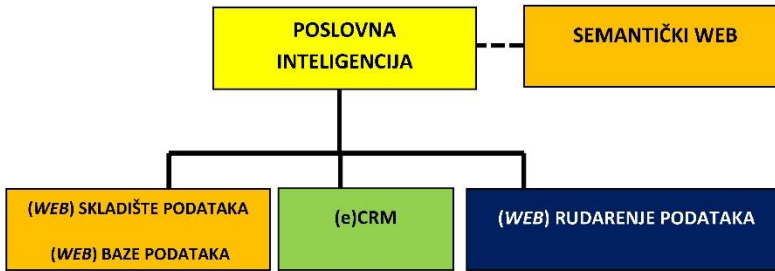 POSLOVNA
INTELIGENCIJA
SEMANTIČKI WEB
(WEB) SKLADIŠTE PODATAKA
(WEB) BAZE PODATAKA
(e)CRM
(WEB) RUDARENJE PODATAKA